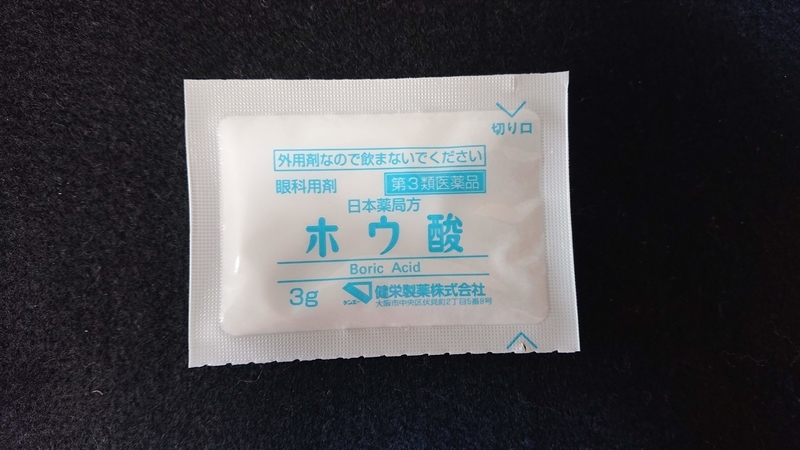 切り口
外用剤なので飲まないでください
眼科用剤 第3類医薬品
日本薬局方
ホウ酸
Boric Acid
3g ケンエー 健栄製薬株式会社
大阪市中央区伏見町2丁目5番8号